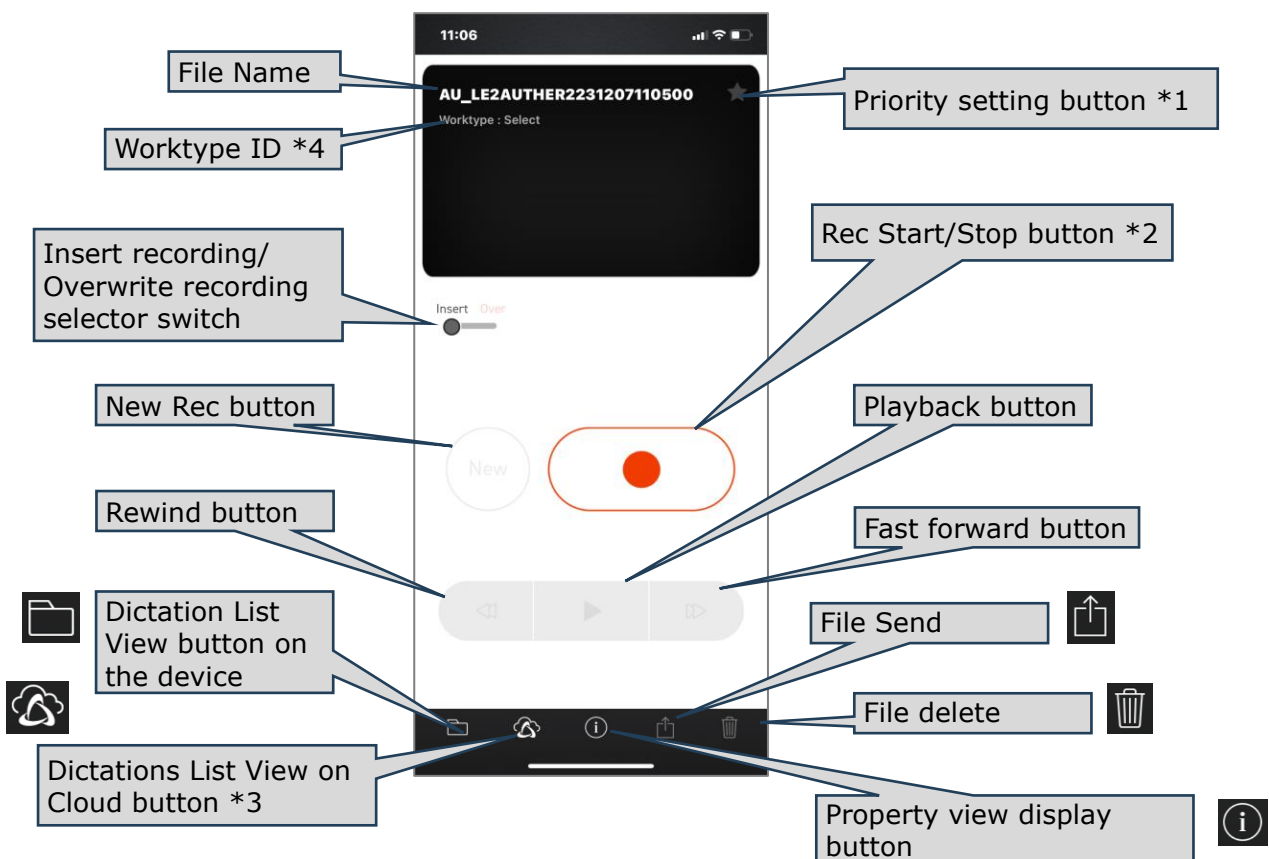 11:06
File Name
AU_LE2AUTHER2231207110500
Priority setting button *1
Worktype : Select
Worktype ID *4
Rec Start/Stop button *2
Insert recording/
Overwrite recording
selector switch
Insert Over
New Rec button
Playback button
New
Rewind button
Fast forward button
Dictation List
View button on
the device
File Send
File delete
Dictations List View on
Cloud button *3
Property view display
button